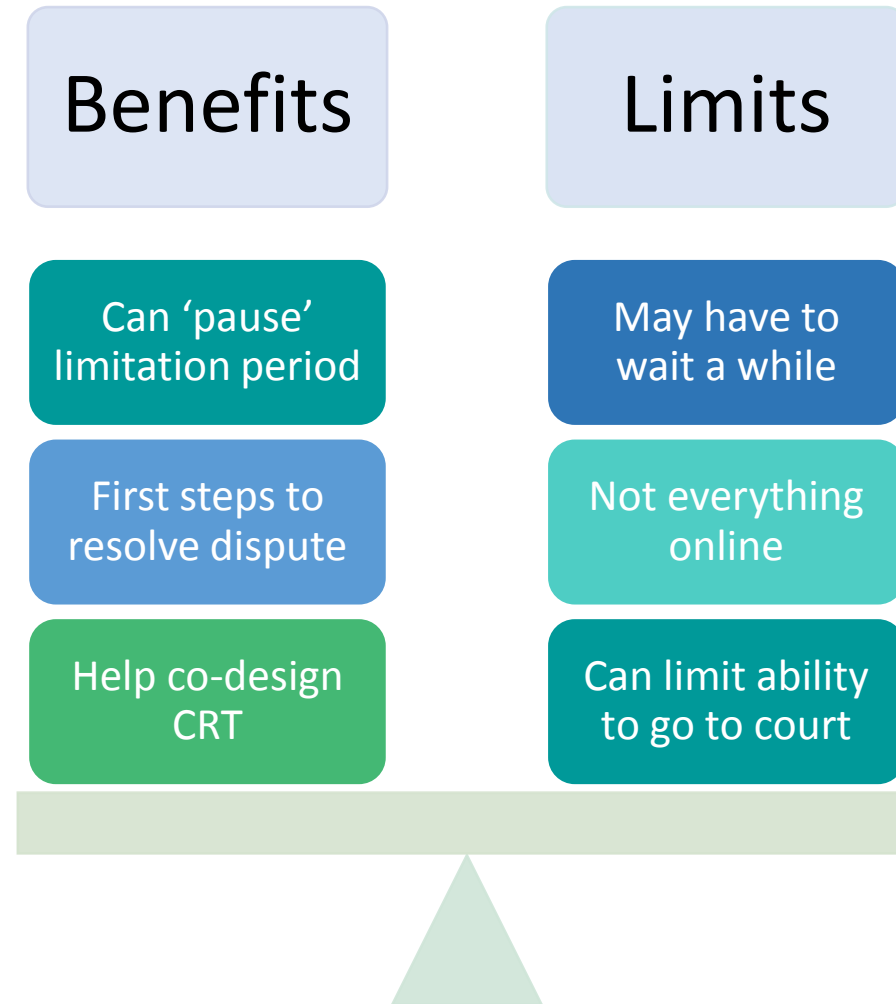 Benefits
Limits
Can ‘pause’
limitation period
May have to
wait a while
First steps to
resolve dispute
Not everything
online
Help co-design
CRT
Can limit ability
to go to court